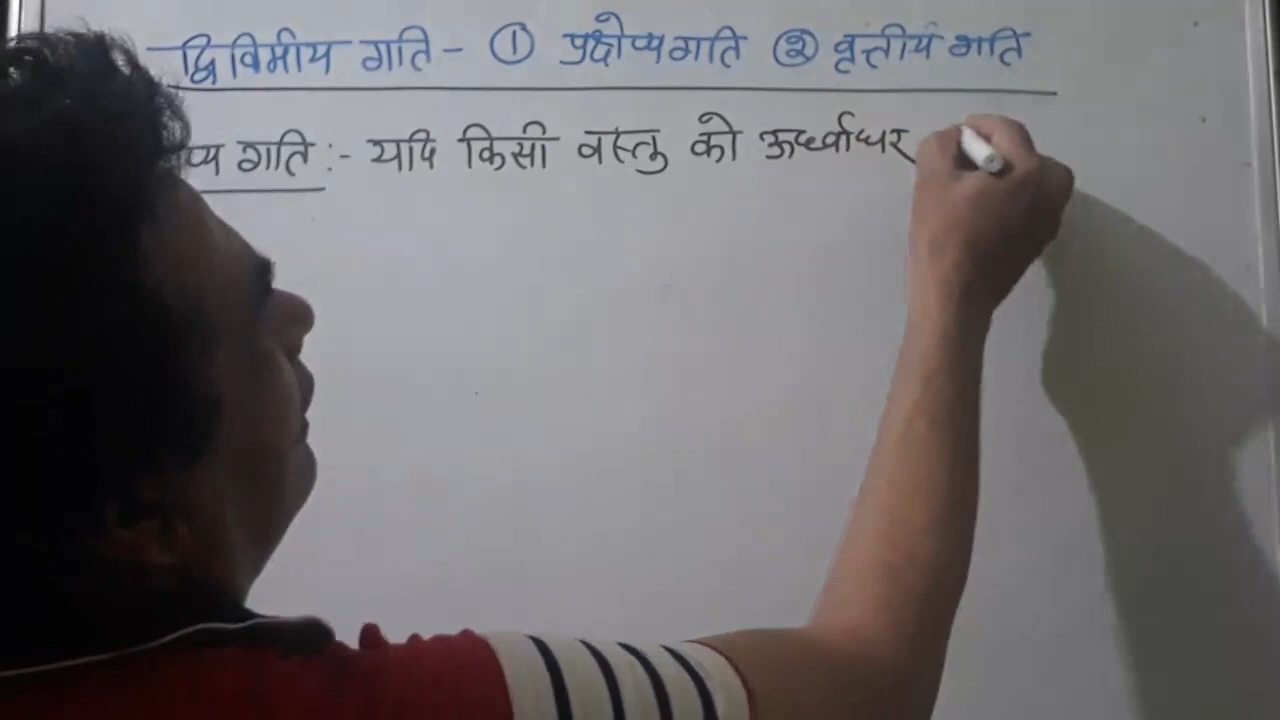 द्विविमीय गति - ① प्रक्षेप्य गति ② वृत्तीय गति
प्य गति :- यदि किसी वस्तु को ऊर्ध्वाधर